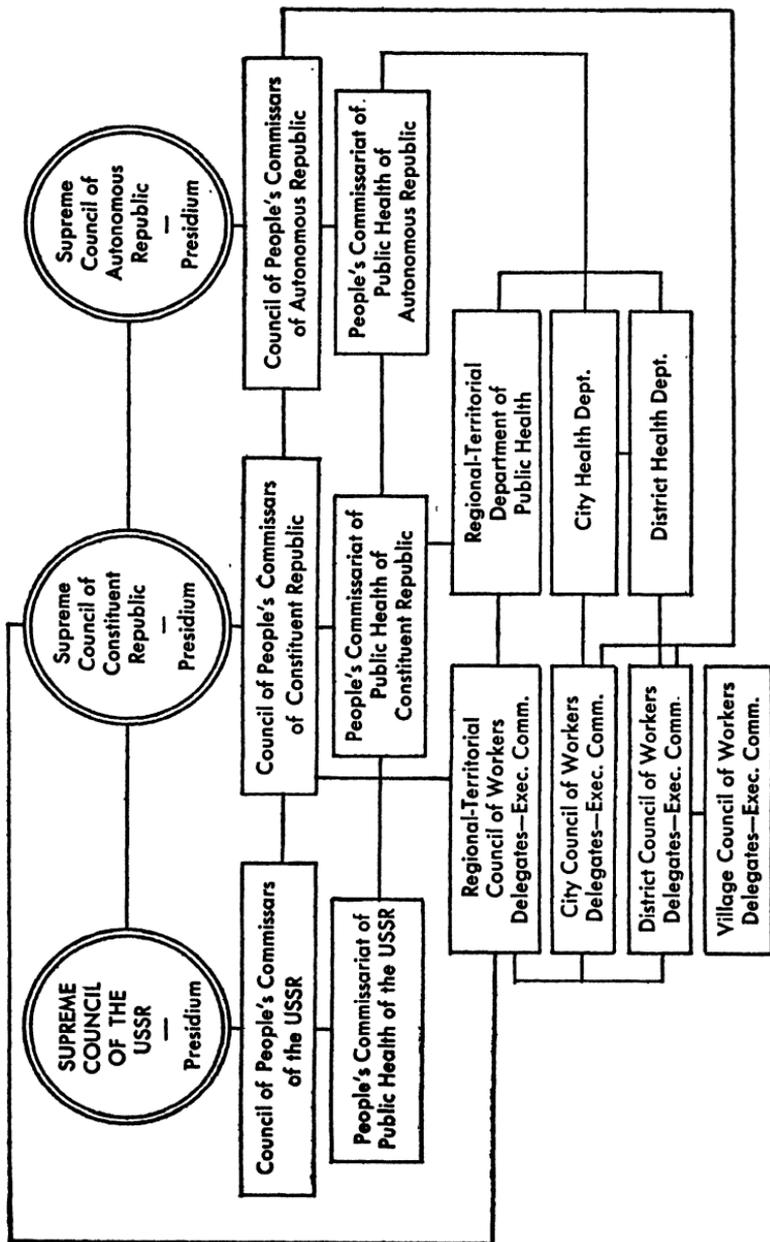 SUPREME
COUNCIL
OF THE
USSR
—
Presidium
Supreme
Council of
Constituent
Republic
—
Presidium
Supreme
Council of
Autonomous
Republic
—
Presidium
Council of People's Commissars
of the USSR
Council of People's Commissars
of Constituent Republic
Council of People's Commissars
of Autonomous Republic
People's Commissariat of
Public Health of the USSR
People's Commissariat of
Public Health of
Constituent Republic
People's Commissariat of
Public Health of
Autonomous Republic
Regional-Territorial
Council of Workers
Delegates—Exec. Comm.
Regional-Territorial
Department of
Public Health
City Council of Workers
Delegates—Exec. Comm.
City Health Dept.
District Council of Workers
Delegates—Exec. Comm.
District Health Dept.
Village Council of Workers
Delegates—Exec. Comm.